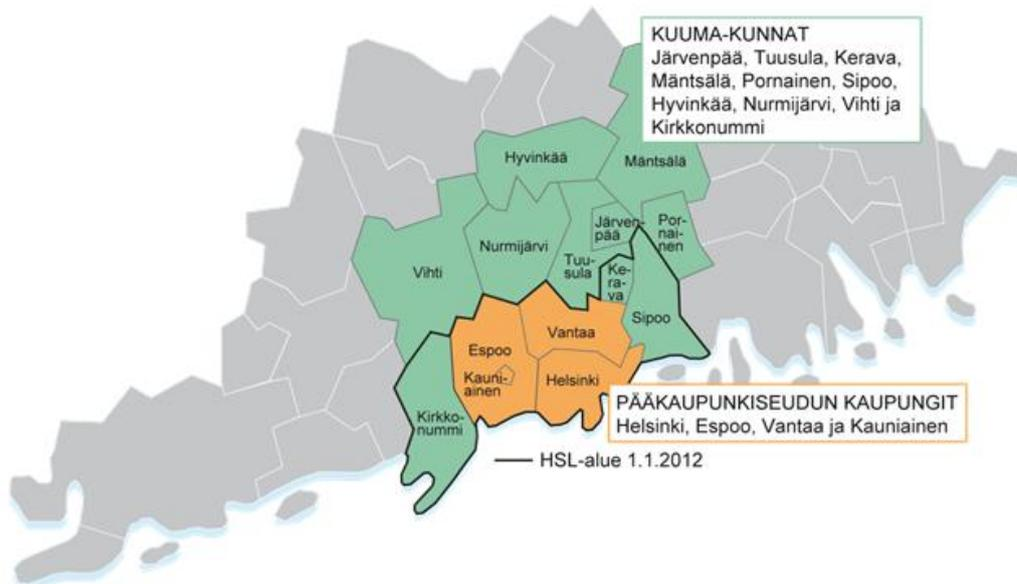 KUUMA-KUNNAT
Järvenpää, Tuusula, Kerava,
Mäntsälä, Pornainen, Sipoo,
Hyvinkää, Nurmijärvi, Vihti ja
Kirkkonummi
Hyvinkää
Mäntsälä
Järven-
pää
Por-
nai-
nen
Nurmijärvi
Tuu-
sula
Vihti
Ke-
ra-
va
Sipoo
Vantaa
Espoo
Kauni-
ainen
Helsinki
Kirkko-
nummi
PÄÄKAUPUNKISEUDUN KAUPUNGIT
Helsinki, Espoo, Vantaa ja Kauniainen
HSL-alue 1.1.2012